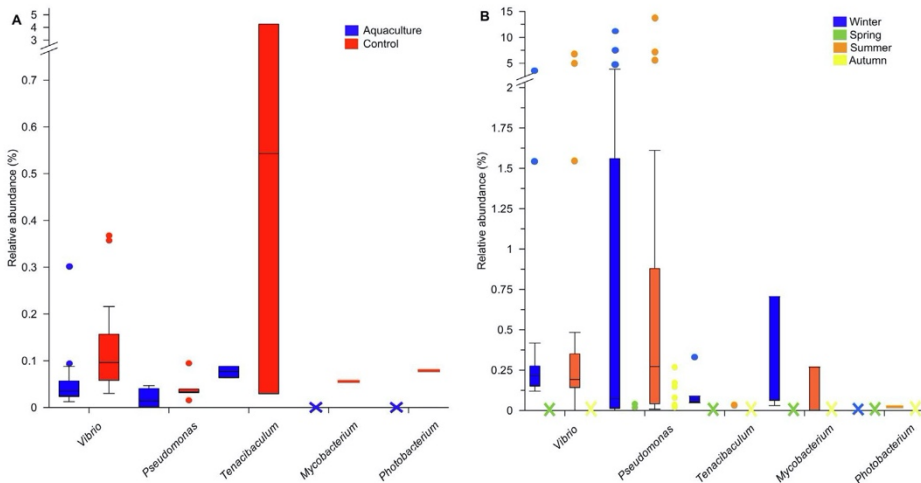 A
Aquaculture
Control
Relative abundance (%)
5
4
3
0.7
0.6
0.5
0.4
0.3
0.2
0.1
0
Vibrio
Pseudomonas
Tenacibaculum
Mycobacterium
Photobacterium
B
Winter
Spring
Summer
Autumn
Relative abundance (%)
15
10
5
2
1.75
1.5
1.25
1
0.75
0.5
0.25
0
Vibrio
Pseudomonas
Tenacibaculum
Mycobacterium
Photobacterium